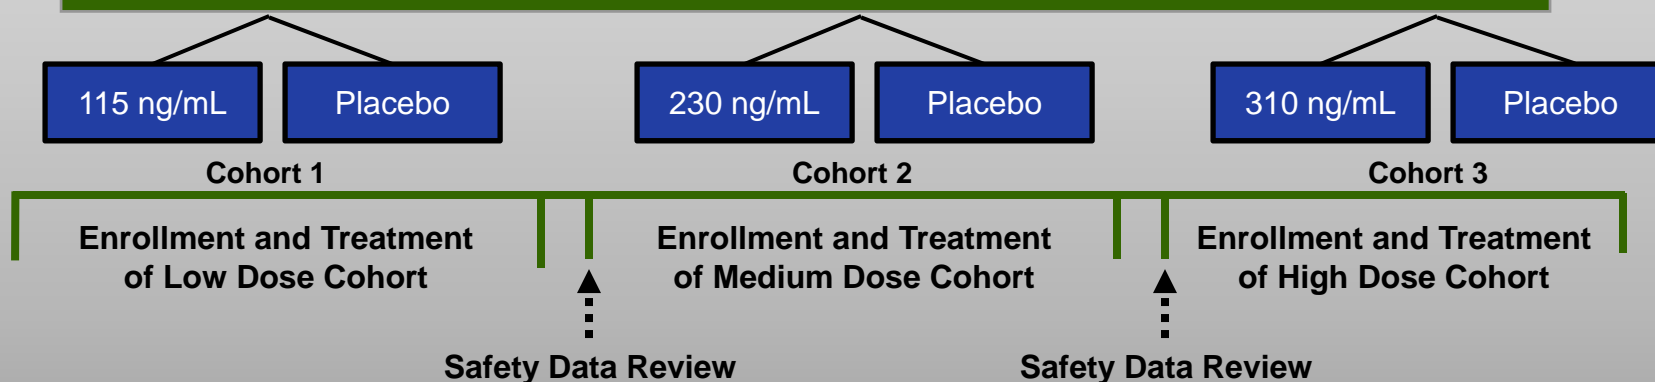 115 ng/mL
Placebo
230 ng/mL
Placebo
310 ng/mL
Placebo
Cohort 1
Cohort 2
Cohort 3
Enrollment and Treatment
of Low Dose Cohort
Enrollment and Treatment
of Medium Dose Cohort
Enrollment and Treatment
of High Dose Cohort
Safety Data Review
Safety Data Review